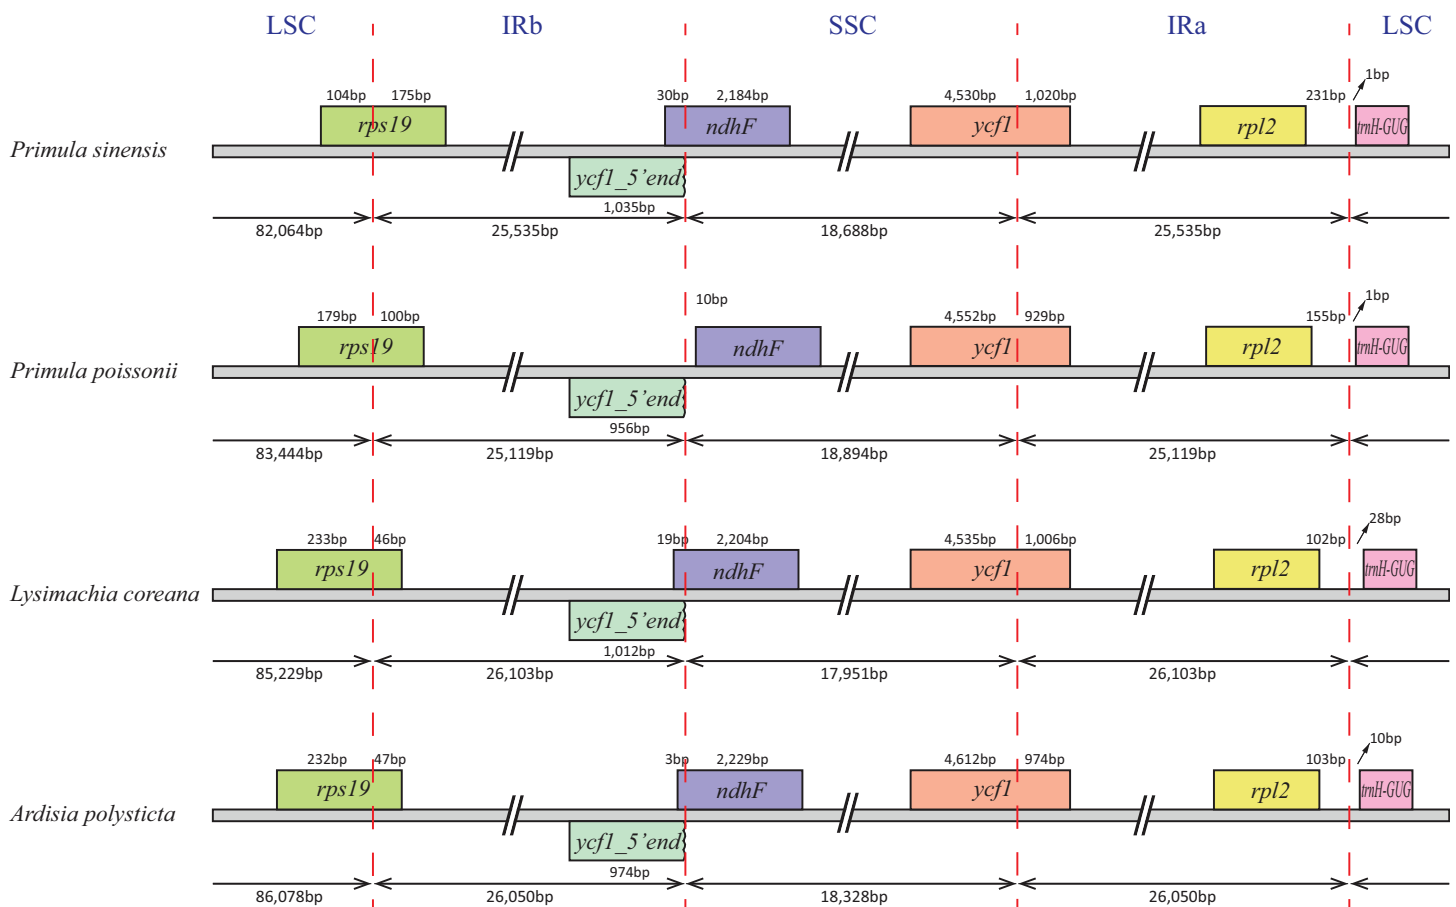 LSC IRb SSC IRa LSC
104bp 175bp 30bp 2,184bp 4,530bp 1,020bp 231bp 1bp
rps19 ndhF ycf1 rpl2 trnH-GUG
Primula sinensis
ycf1_5’end
1,035bp
82,064bp 25,535bp 18,688bp 25,535bp
179bp 100bp 10bp 4,552bp 929bp 155bp 1bp
rps19 ndhF ycf1 rpl2 trnH-GUG
Primula poissonii
ycf1_5’end
956bp
83,444bp 25,119bp 18,894bp 25,119bp
233bp 46bp 19bp 2,204bp 4,535bp 1,006bp 102bp 28bp
rps19 ndhF ycf1 rpl2 trnH-GUG
Lysimachia coreana
ycf1_5’end
1,012bp
85,229bp 26,103bp 17,951bp 26,103bp
232bp 47bp 3bp 2,229bp 4,612bp 974bp 103bp 10bp
rps19 ndhF ycf1 rpl2 trnH-GUG
Ardisia polysticta
ycf1_5’end
974bp
86,078bp 26,050bp 18,328bp 26,050bp